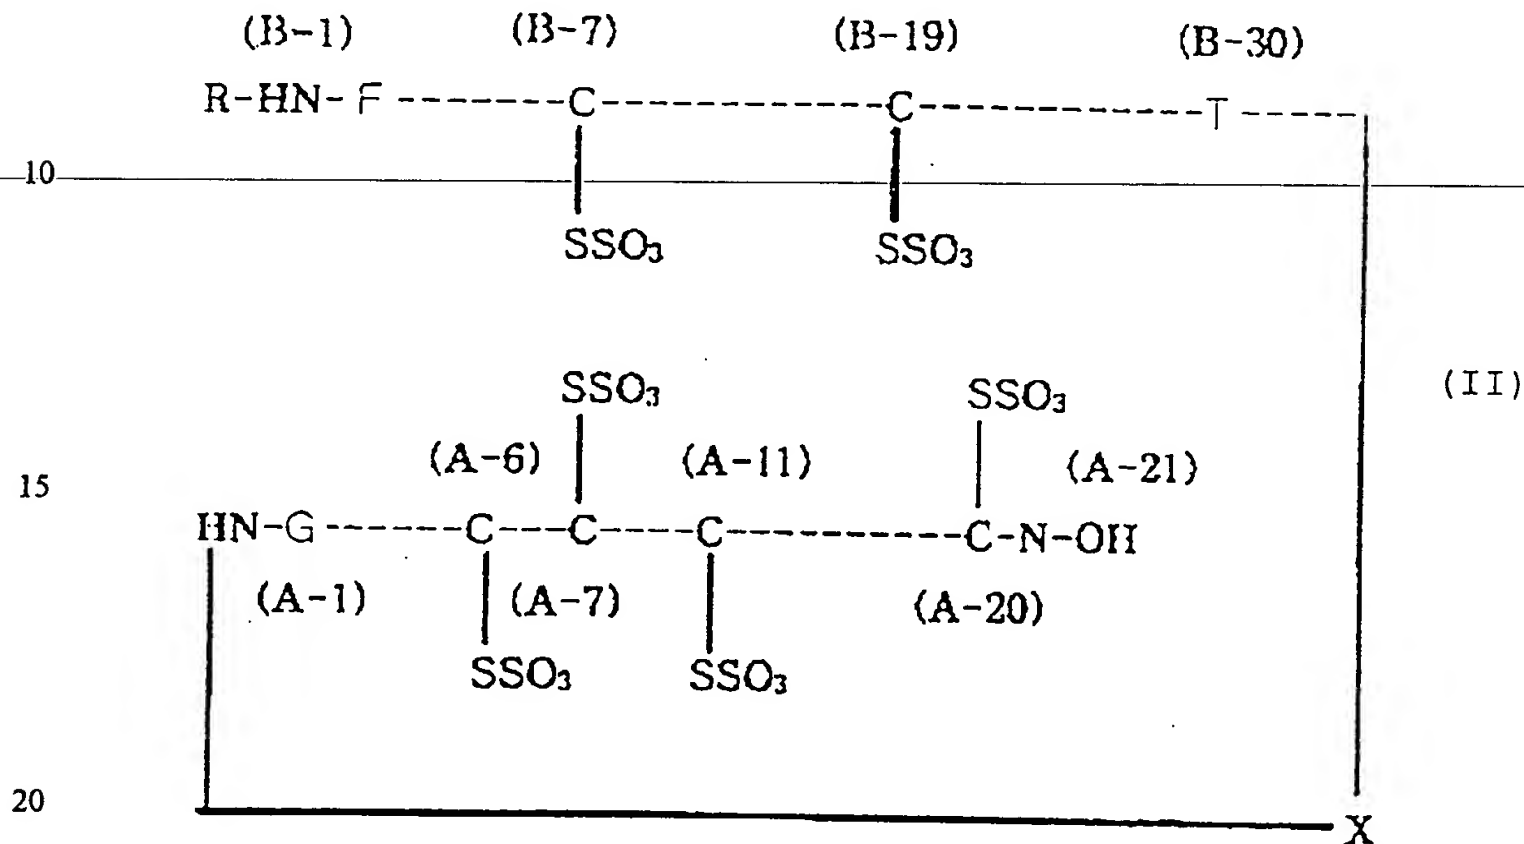 (B-1) (B-7) (B-19) (B-30)
R-HN-F--------C-------------C-------------T------
10
SSO₃ SSO₃
SSO₃ SSO₃ (II)
(A-6) (A-11) (A-21)
15
HN-G-------C---C-----C-----------C-N-OH
(A-1) (A-7) (A-20)
SSO₃ SSO₃
20
X